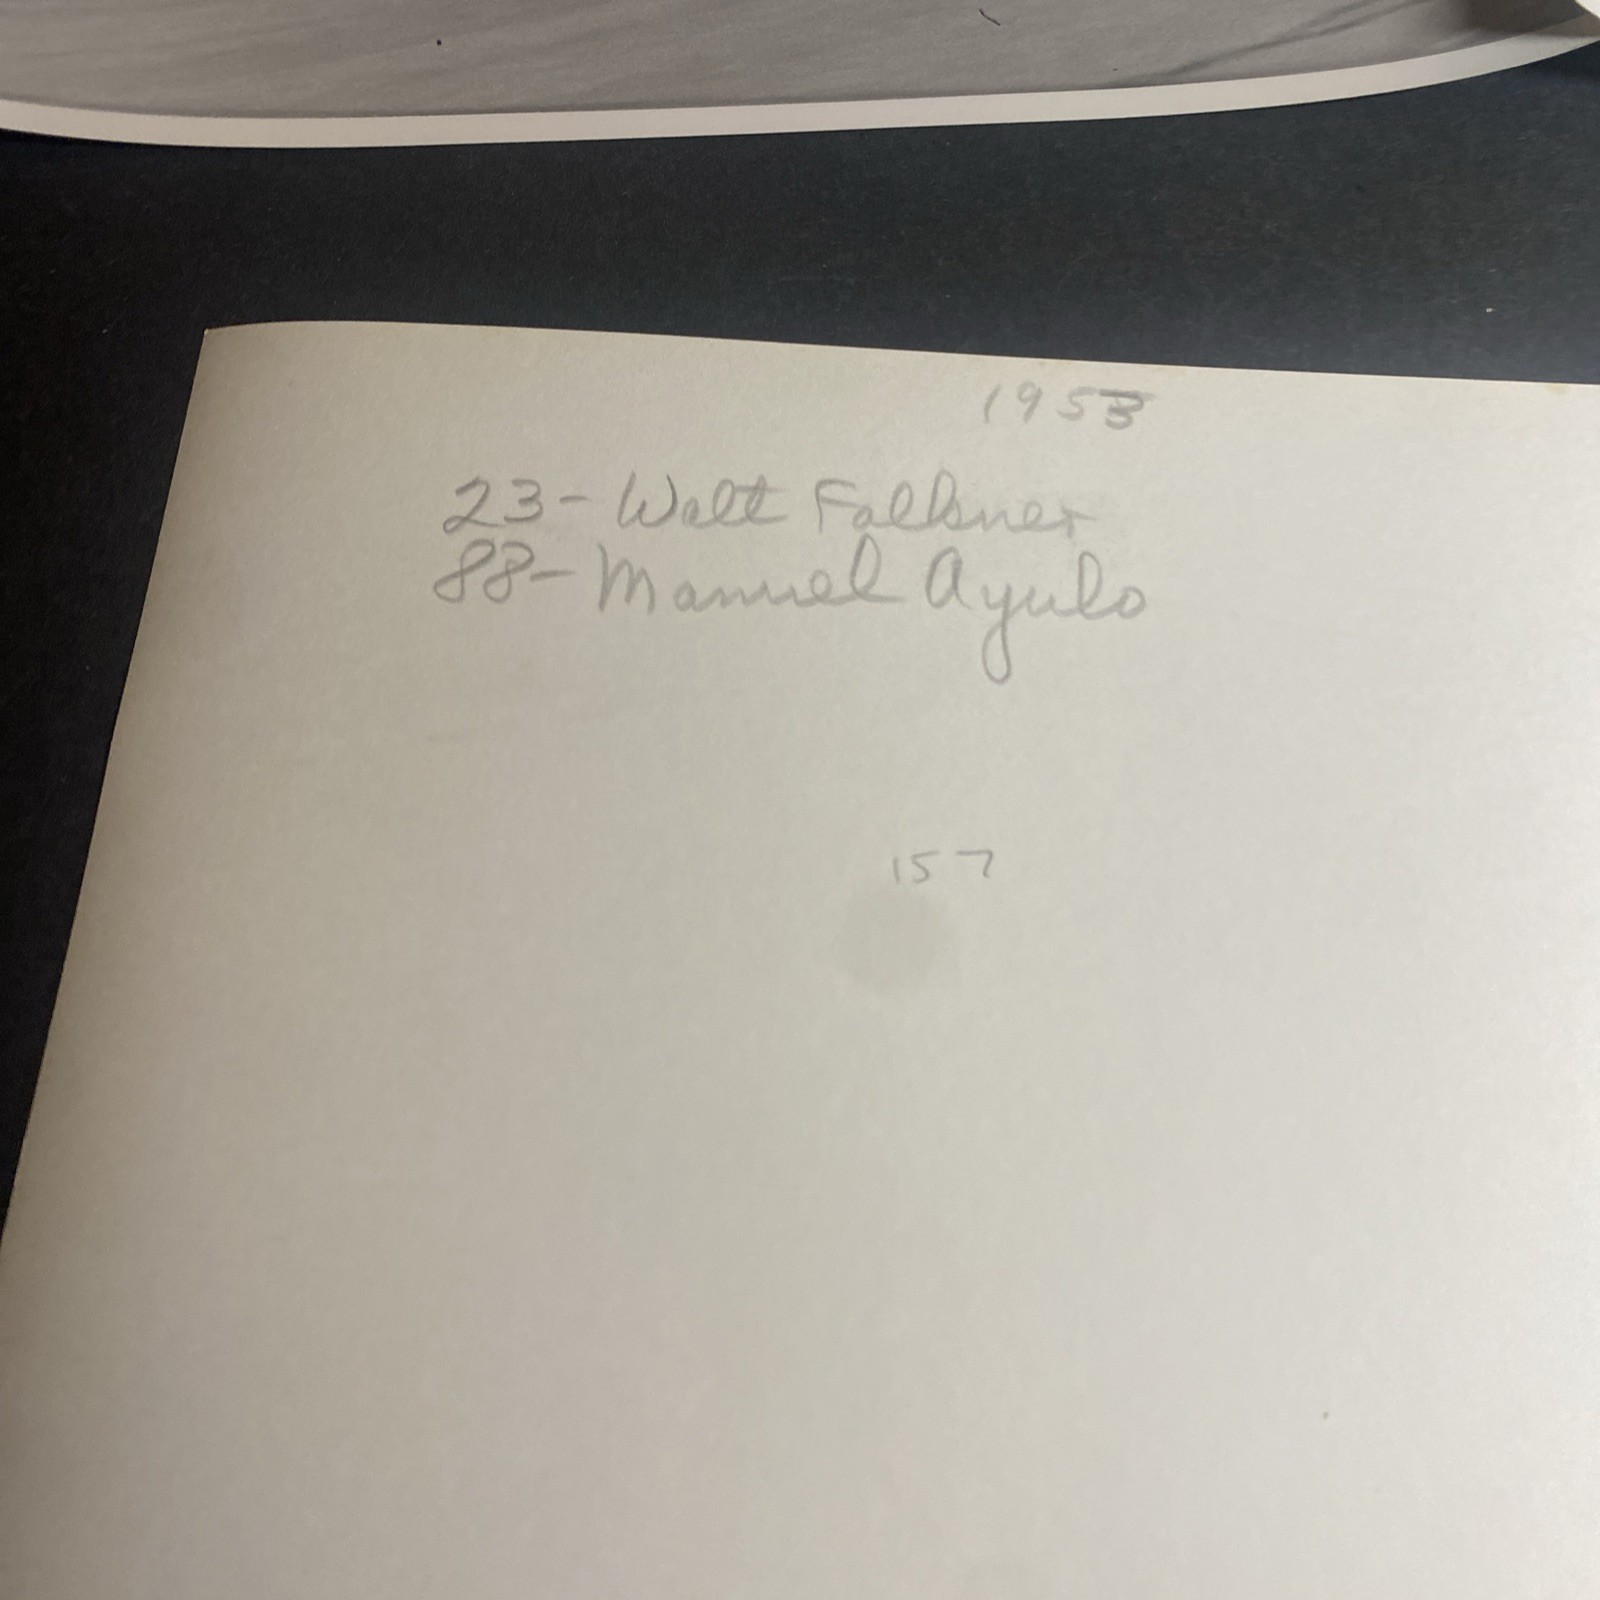 1953
23- Walt Falkner
88- Manuel Ayulo
157